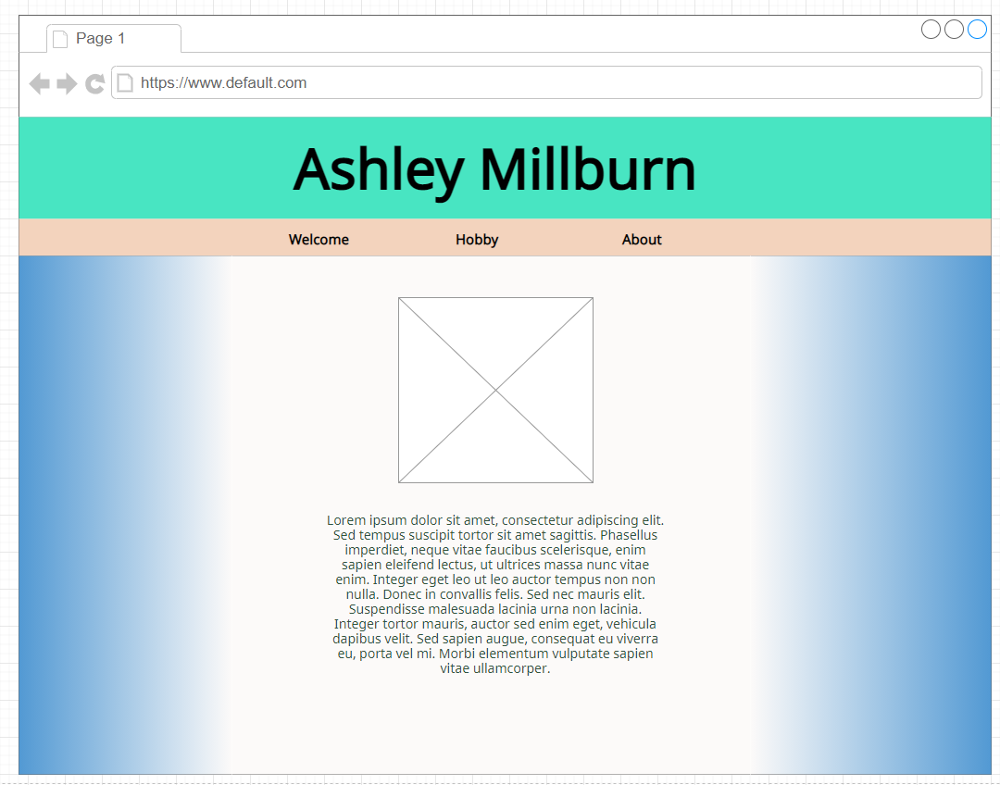 Page 1
https://www.default.com
Ashley Millburn
Welcome Hobby About
Lorem ipsum dolor sit amet, consectetur adipiscing elit.
Sed tempus suscipit tortor sit amet sagittis. Phasellus
imperdiet, neque vitae faucibus scelerisque, enim
sapien eleifend lectus, ut ultrices massa nunc vitae
enim. Integer eget leo ut leo auctor tempus non non
nulla. Donec in convallis felis. Sed nec mauris elit.
Suspendisse malesuada lacinia urna non lacinia.
Integer tortor mauris, auctor sed enim eget, vehicula
dapibus velit. Sed sapien augue, consequat eu viverra
eu, porta vel mi. Morbi elementum vulputate sapien
vitae ullamcorper.